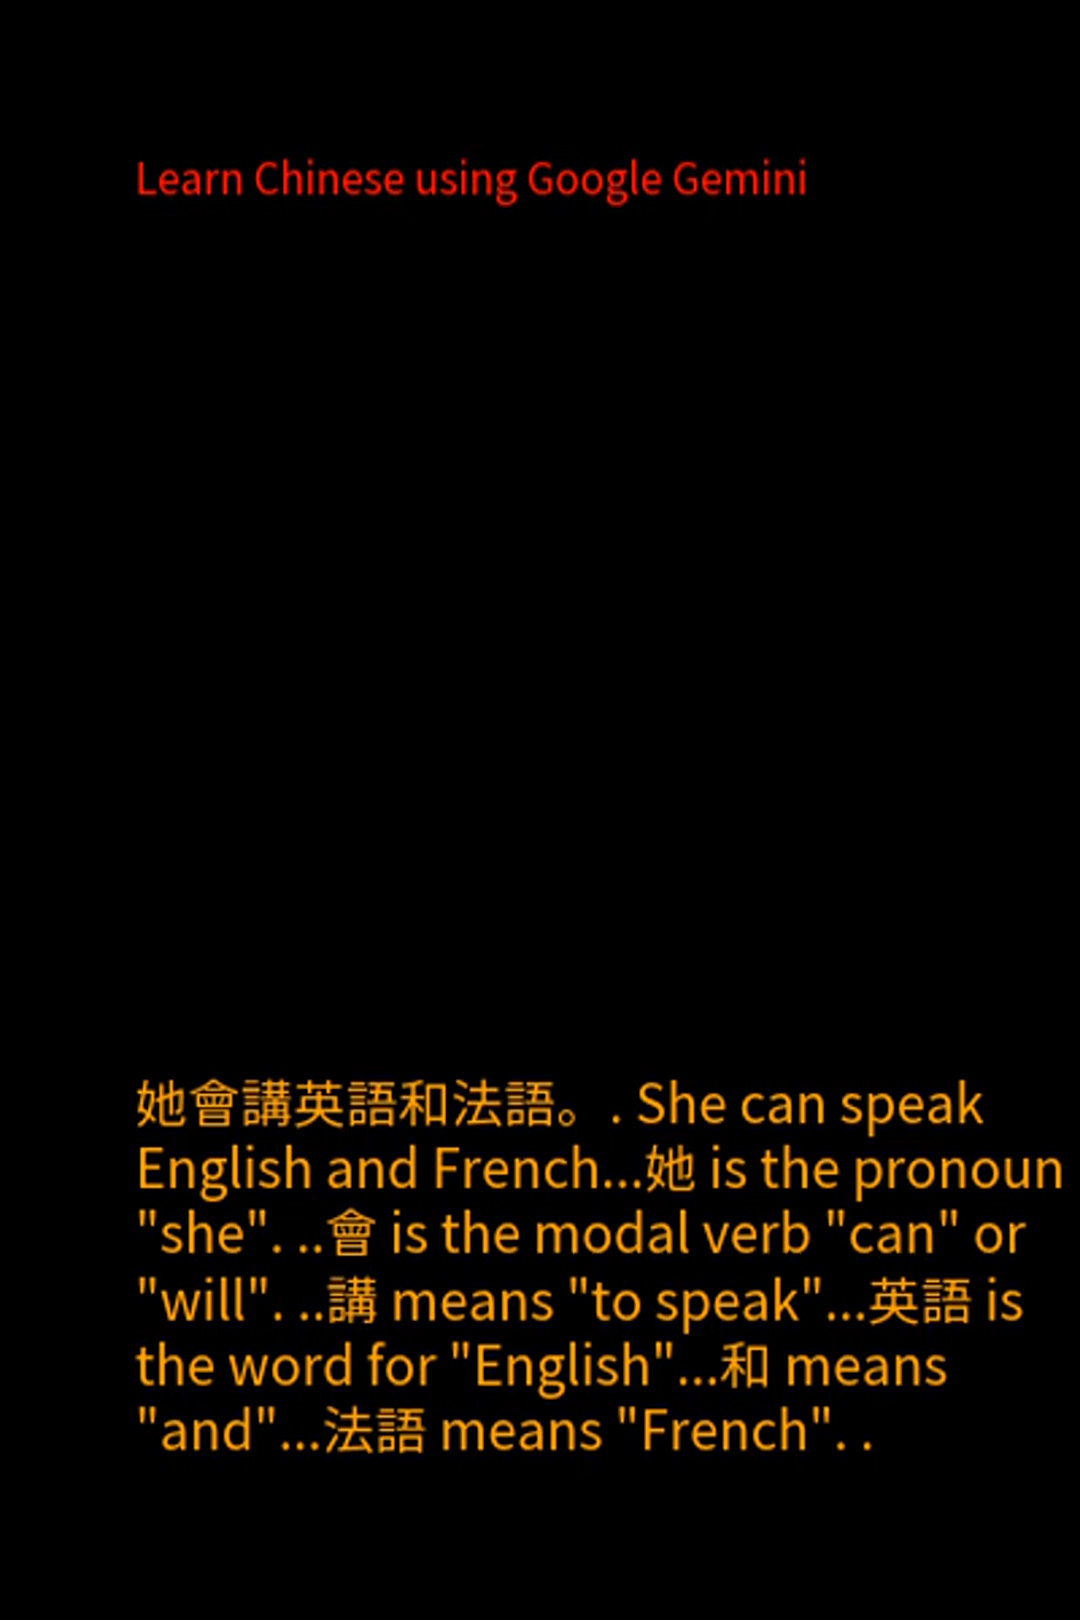 Learn Chinese using Google Gemini
她會講英語和法語。. She can speak
English and French...她 is the pronoun
"she". ..會 is the modal verb "can" or
"will". ..講 means "to speak"...英語 is
the word for "English"...和 means
"and"...法語 means "French". .